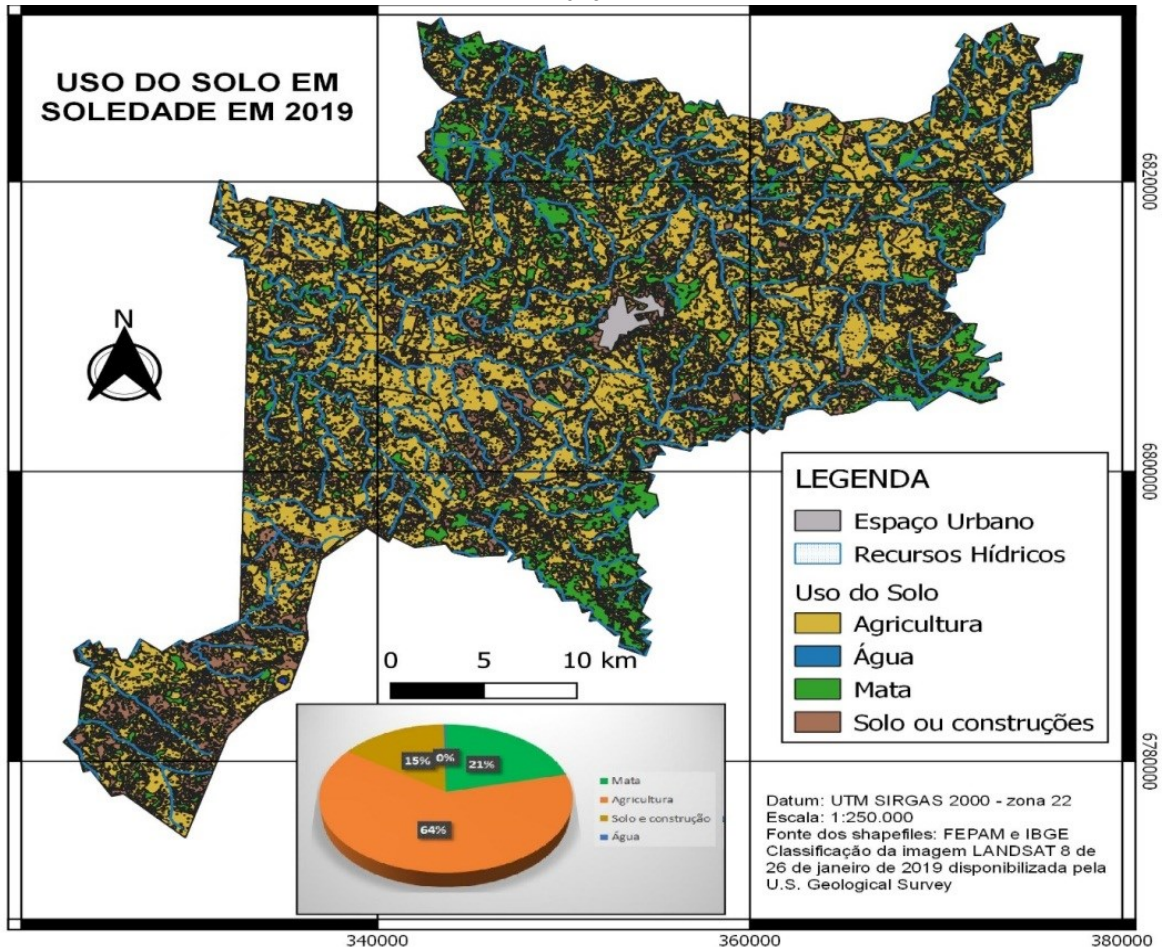 USO DO SOLO EM
SOLEDADE EM 2019
N
6820000
6800000
6780000
0 5 10 km
LEGENDA
Espaço Urbano
Recursos Hídricos
Uso do Solo
Agricultura
Água
Mata
Solo ou construções
15% 0% 21%
64%
Mata
Agricultura
Solo e construção
Água
Datum: UTM SIRGAS 2000 - zona 22
Escala: 1:250.000
Fonte dos shapefiles: FEPAM e IBGE
Classificação da imagem LANDSAT 8 de
26 de janeiro de 2019 disponibilizada pela
U.S. Geological Survey
340000 360000 380000